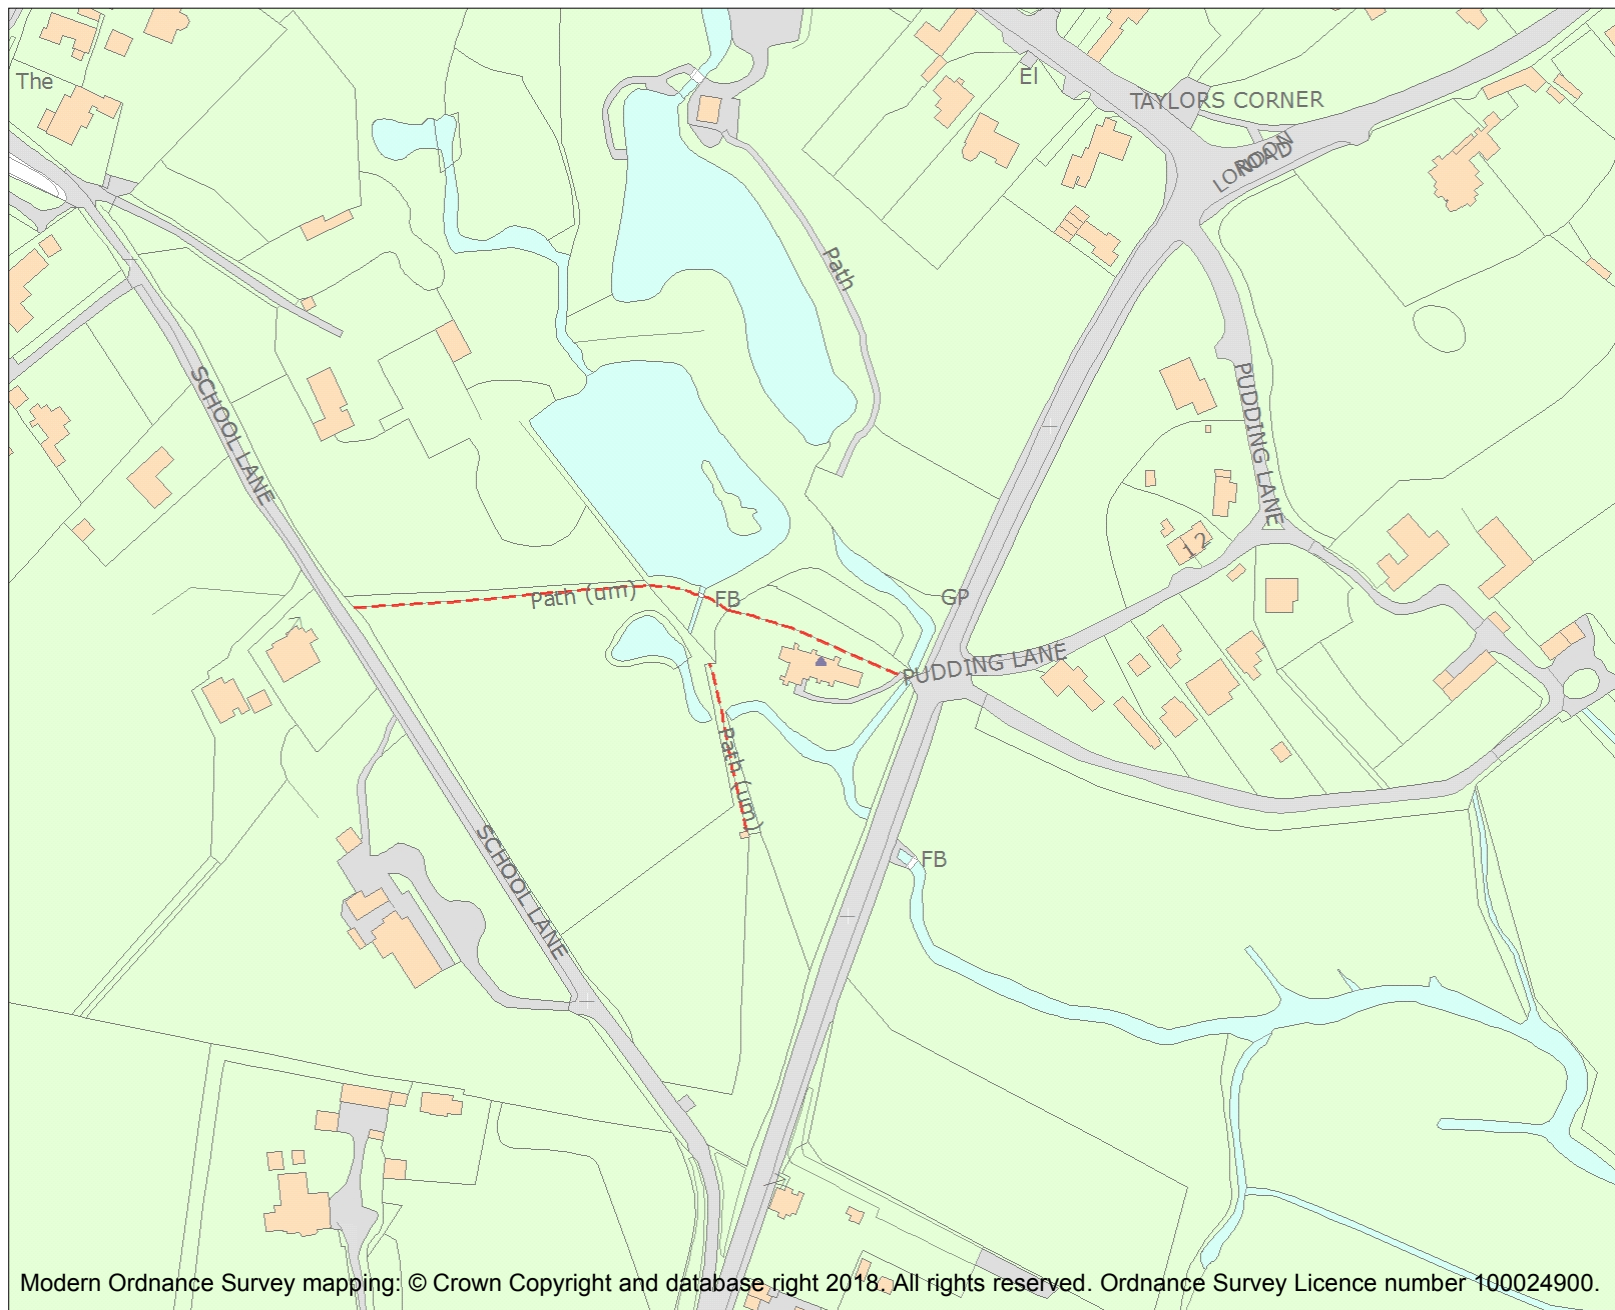 The
El
TAYLORS CORNER
LONDON ROAD
Path
SCHOOL LANE
PUDDING LANE
12
Path (um)
FB
GP
PUDDING LANE
Path (um)
SCHOOL LANE
FB
Modern Ordnance Survey mapping: © Crown Copyright and database right 2018. All rights reserved. Ordnance Survey Licence number 100024900.